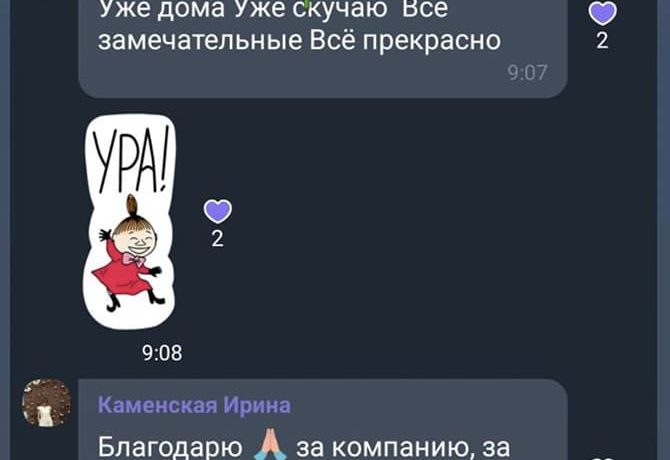 Уже дома Уже скучаю Все
замечательные Всё прекрасно
2
9:07
УРА!
2
9:08
Каменская Ирина
Благодарю 🙏🏻 за компанию, за